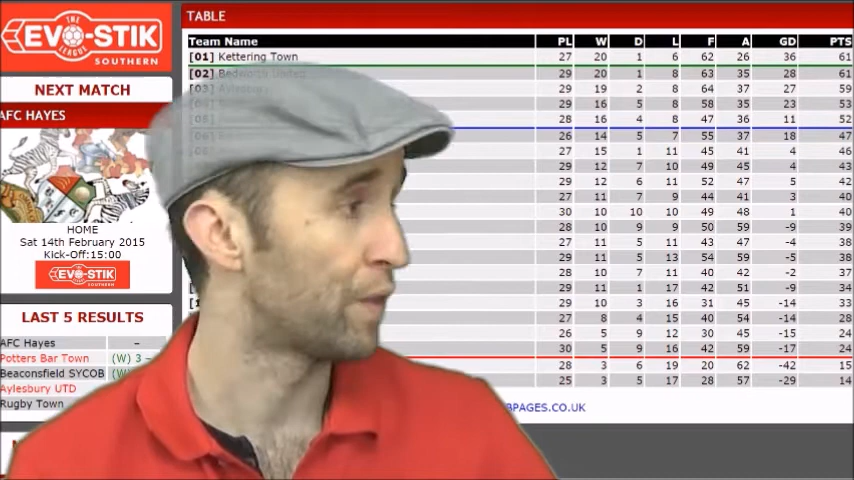 THE
EVO-STIK
LEAGUE
SOUTHERN
NEXT MATCH
AFC HAYES
HOME
Sat 14th February 2015
Kick-Off:15:00
EVO-STIK
SOUTHERN
LAST 5 RESULTS
AFC Hayes –
Potters Bar Town (W) 3 –
Beaconsfield SYCOB (W)
Aylesbury UTD
Rugby Town
TABLE
Team Name PL W D L F A GD PTS
[01] Kettering Town 27 20 1 6 62 26 36 61
[02] Bedworth United 29 20 1 8 63 35 28 61
[03] Aylesbury 29 19 2 8 64 37 27 59
29 16 5 8 58 35 23 53
28 16 4 8 47 36 11 52
26 14 5 7 55 37 18 47
27 15 1 11 45 41 4 46
29 12 7 10 49 45 4 43
29 12 6 11 52 47 5 42
27 11 7 9 44 41 3 40
30 10 10 10 49 48 1 40
28 10 9 9 50 59 -9 39
27 11 5 11 43 47 -4 38
29 11 5 13 54 59 -5 38
28 10 7 11 40 42 -2 37
29 11 1 17 42 51 -9 34
29 10 3 16 31 45 -14 33
27 8 4 15 40 54 -14 28
26 5 9 12 30 45 -15 24
30 5 9 16 42 59 -17 24
28 3 6 19 20 62 -42 15
25 3 5 17 28 57 -29 14
BPAGES.CO.UK